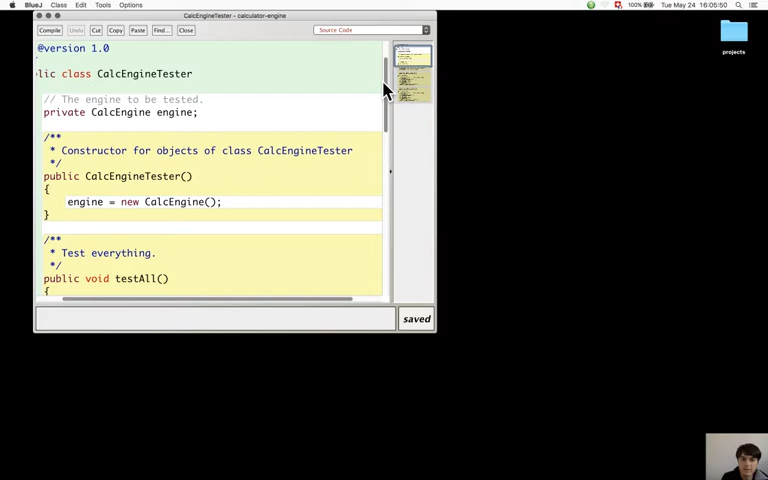 BlueJ Class Edit Tools Options 100% Tue May 24 16:05:50
CalcEngineTester - calculator-engine
Compile Undo Cut Copy Paste Find... Close Source Code
@version 1.0
lic class CalcEngineTester
// The engine to be tested.
private CalcEngine engine;
/**
* Constructor for objects of class CalcEngineTester
*/
public CalcEngineTester()
{
engine = new CalcEngine();
}
/**
* Test everything.
*/
public void testAll()
{
saved
projects